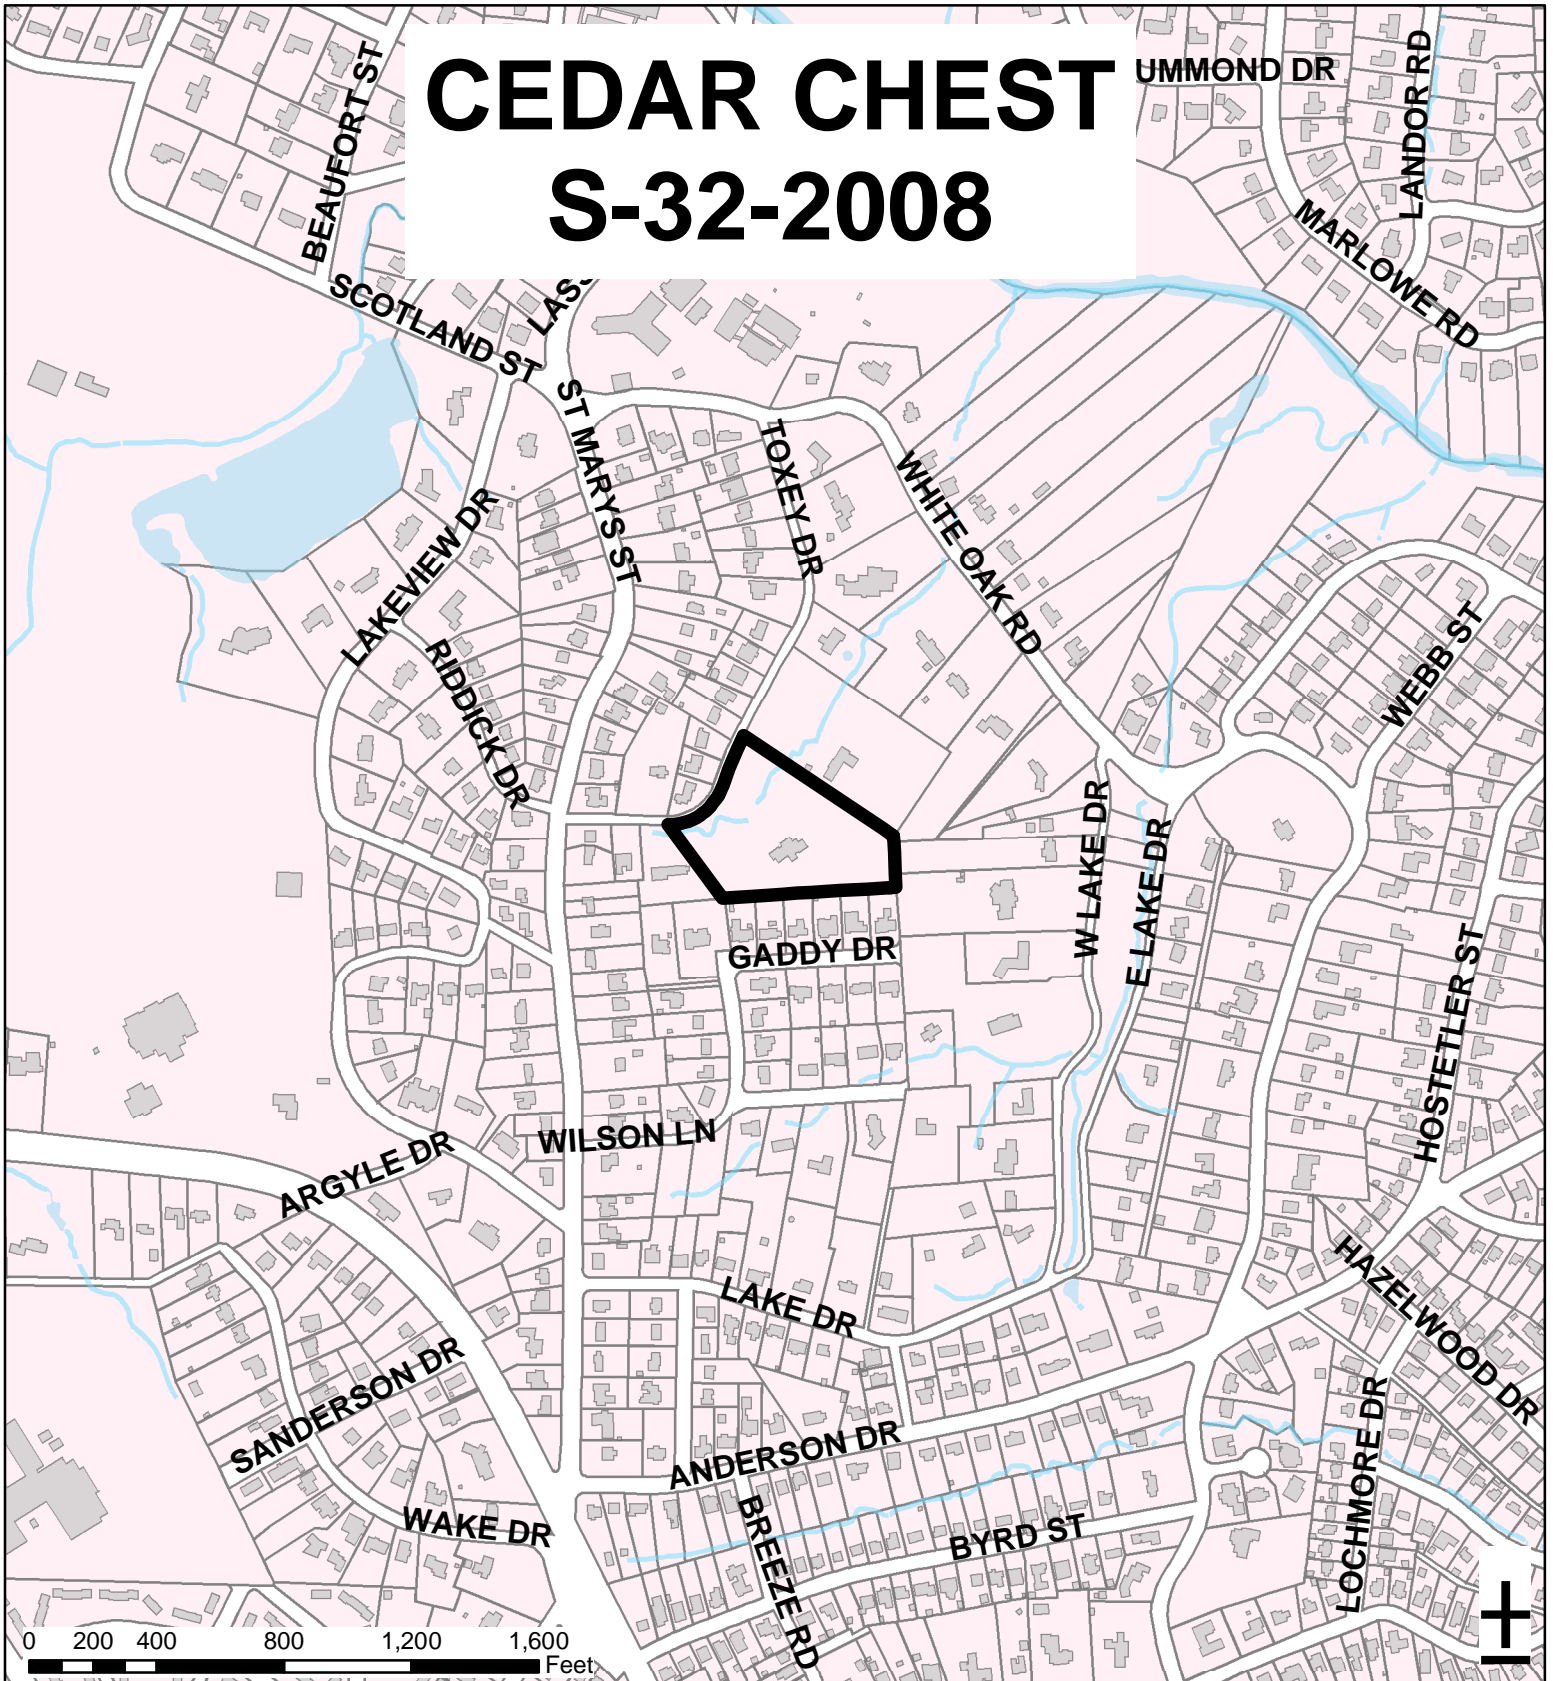 CEDAR CHEST
S-32-2008
UMMOND DR
LANDOR RD
BEAUFORT ST
MARLOWE RD
SCOTLAND ST
LASS
ST MARYS ST
TOXEY DR
WHITE OAK RD
LAKEVIEW DR
RIDDICK DR
WEBB ST
W LAKE DR
E LAKE DR
GADDY DR
HOSTETLER ST
WILSON LN
ARGYLE DR
HAZELWOOD DR
LAKE DR
SANDERSON DR
ANDERSON DR
LOCHMORE DR
WAKE DR
BREEZE RD
BYRD ST
0 200 400 800 1,200 1,600
Feet